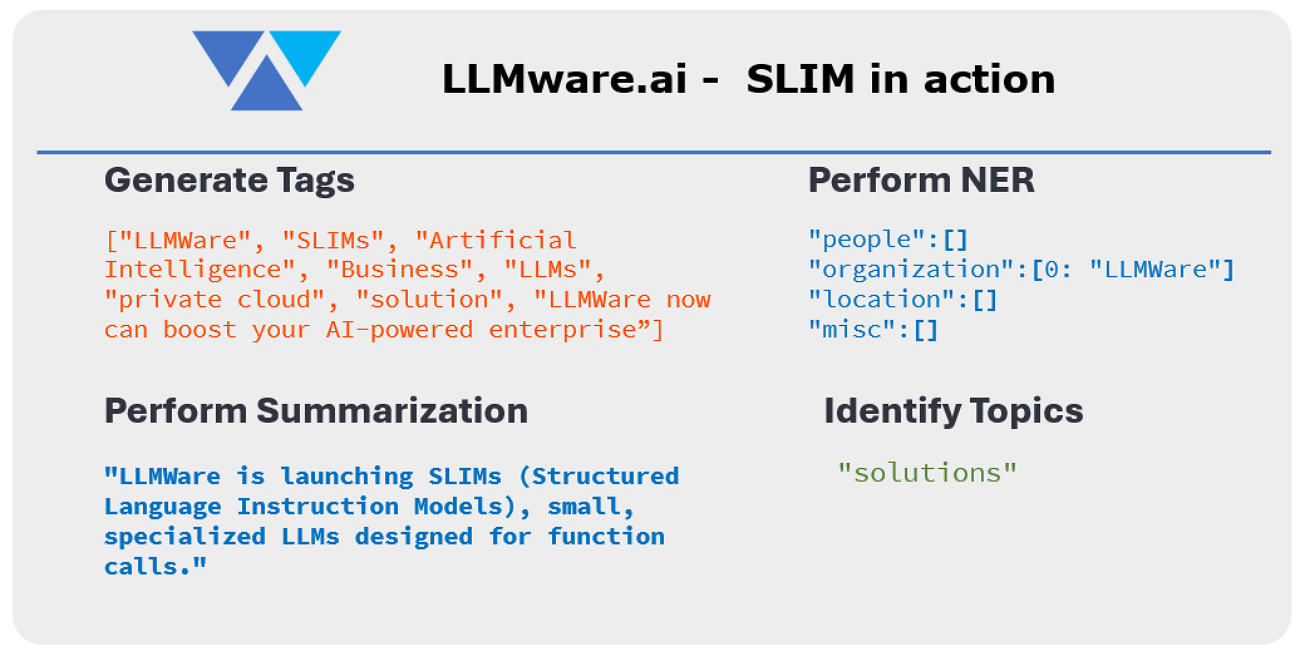 LLMware.ai - SLIM in action
Generate Tags
["LLMWare", "SLIMs", "Artificial
Intelligence", "Business", "LLMs",
"private cloud", "solution", "LLMWare now
can boost your AI-powered enterprise”]
Perform NER
"people":[]
"organization":[0: "LLMWare"]
"location":[]
"misc":[]
Perform Summarization
"LLMWare is launching SLIMs (Structured
Language Instruction Models), small,
specialized LLMs designed for function
calls."
Identify Topics
"solutions"